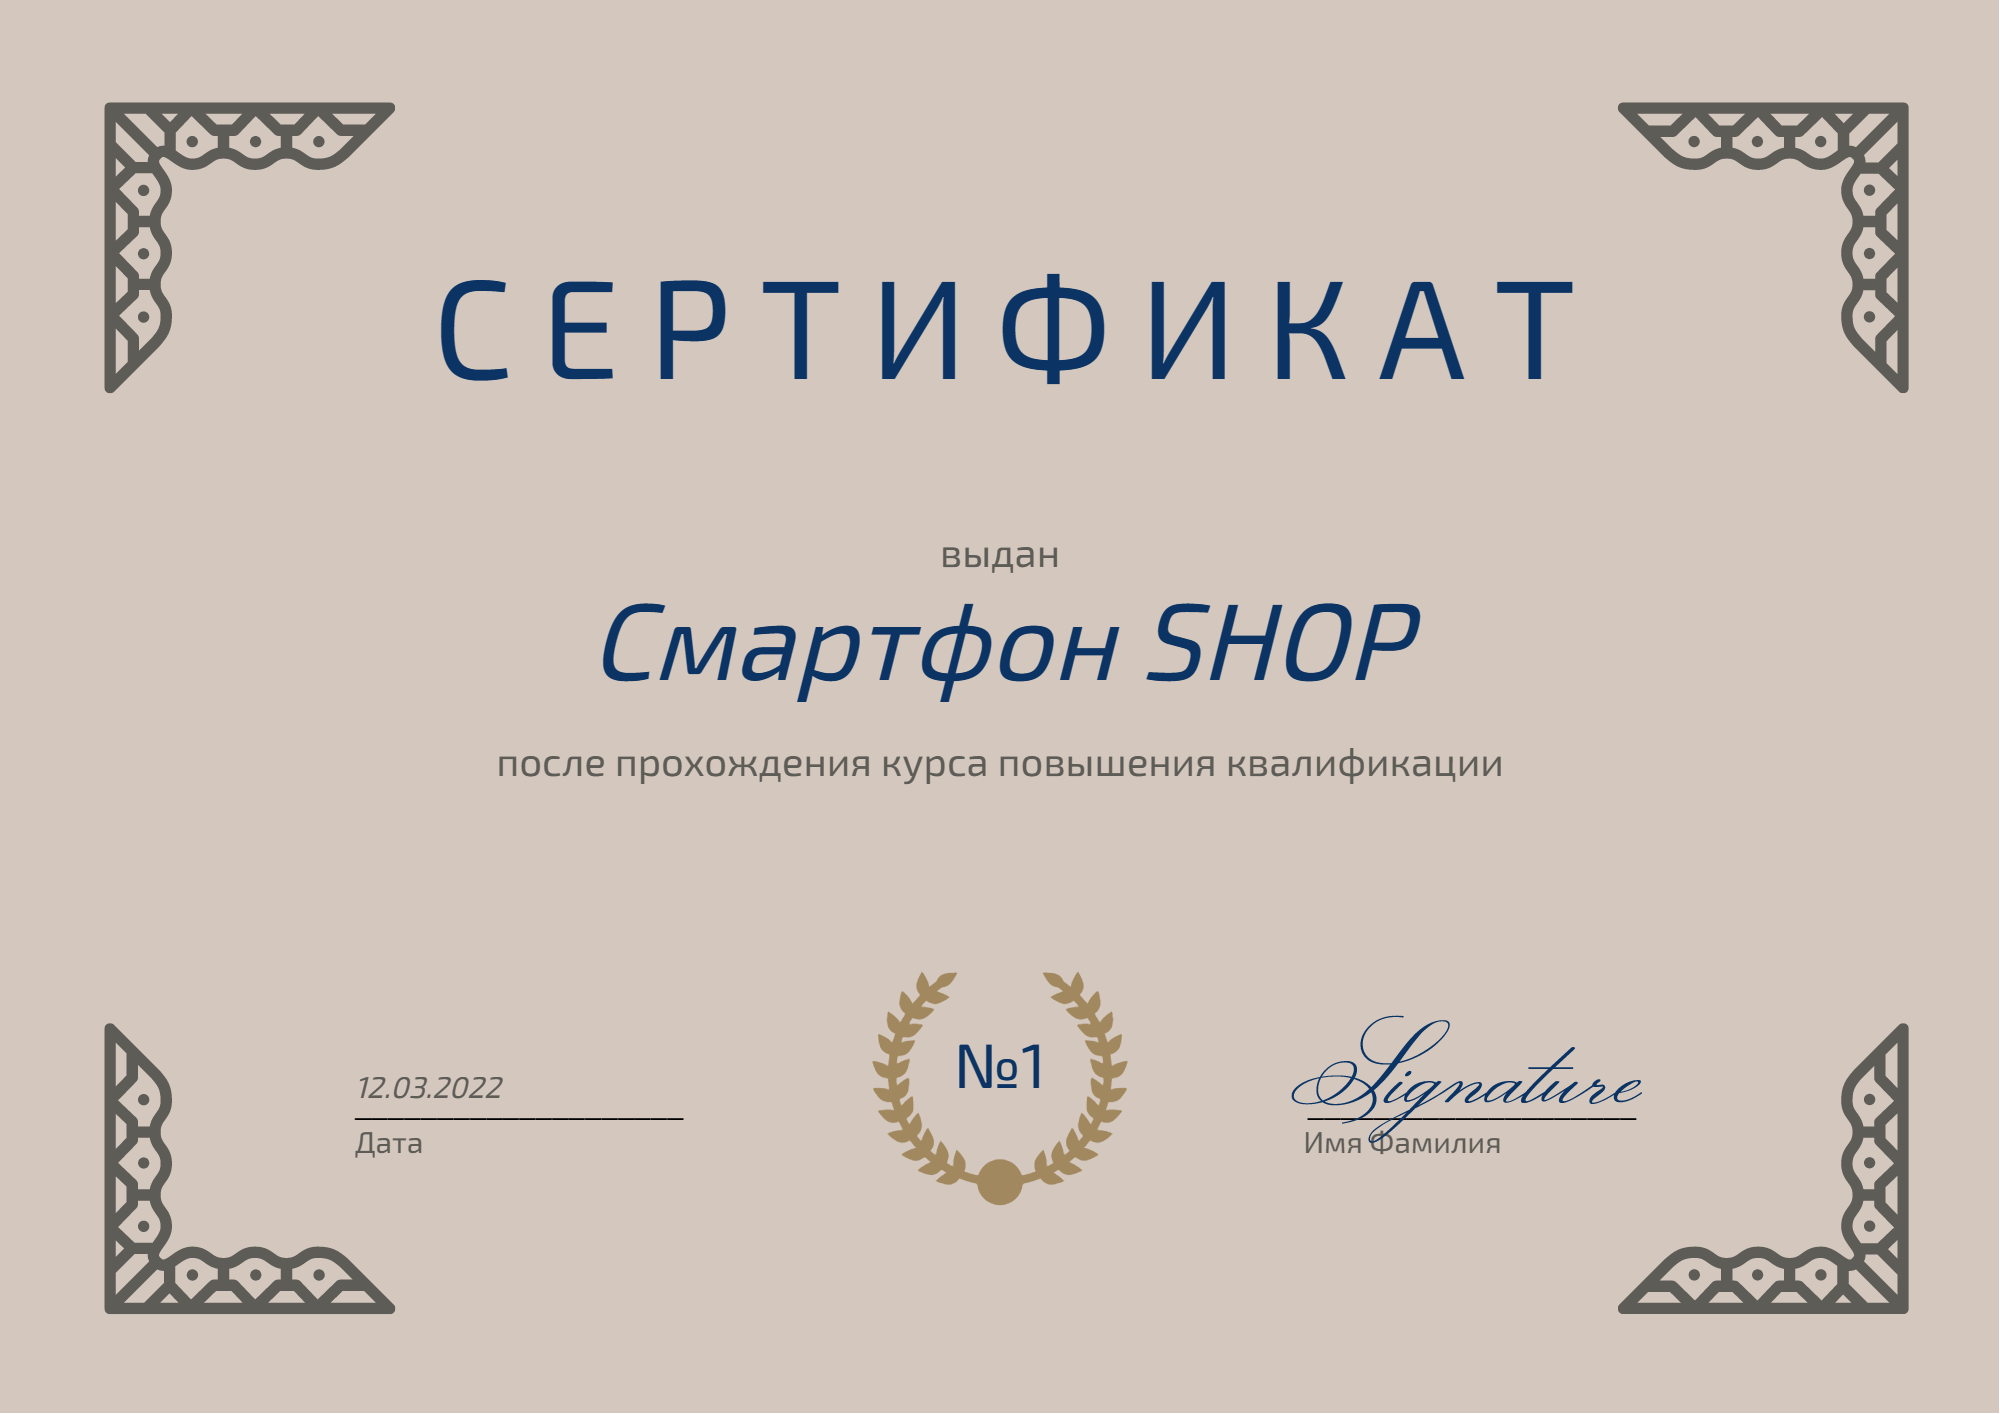 СЕРТИФИКАТ
выдан
Смартфон SHOP
после прохождения курса повышения квалификации
12.03.2022
Дата
№1
Signature
Имя Фамилия